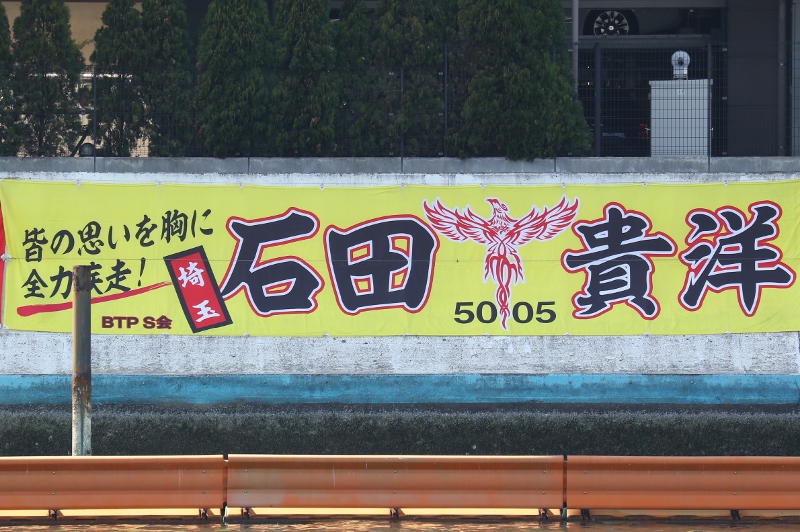 皆の思いを胸に
全力疾走!
BTP S会
埼玉
石田
5005
貴洋